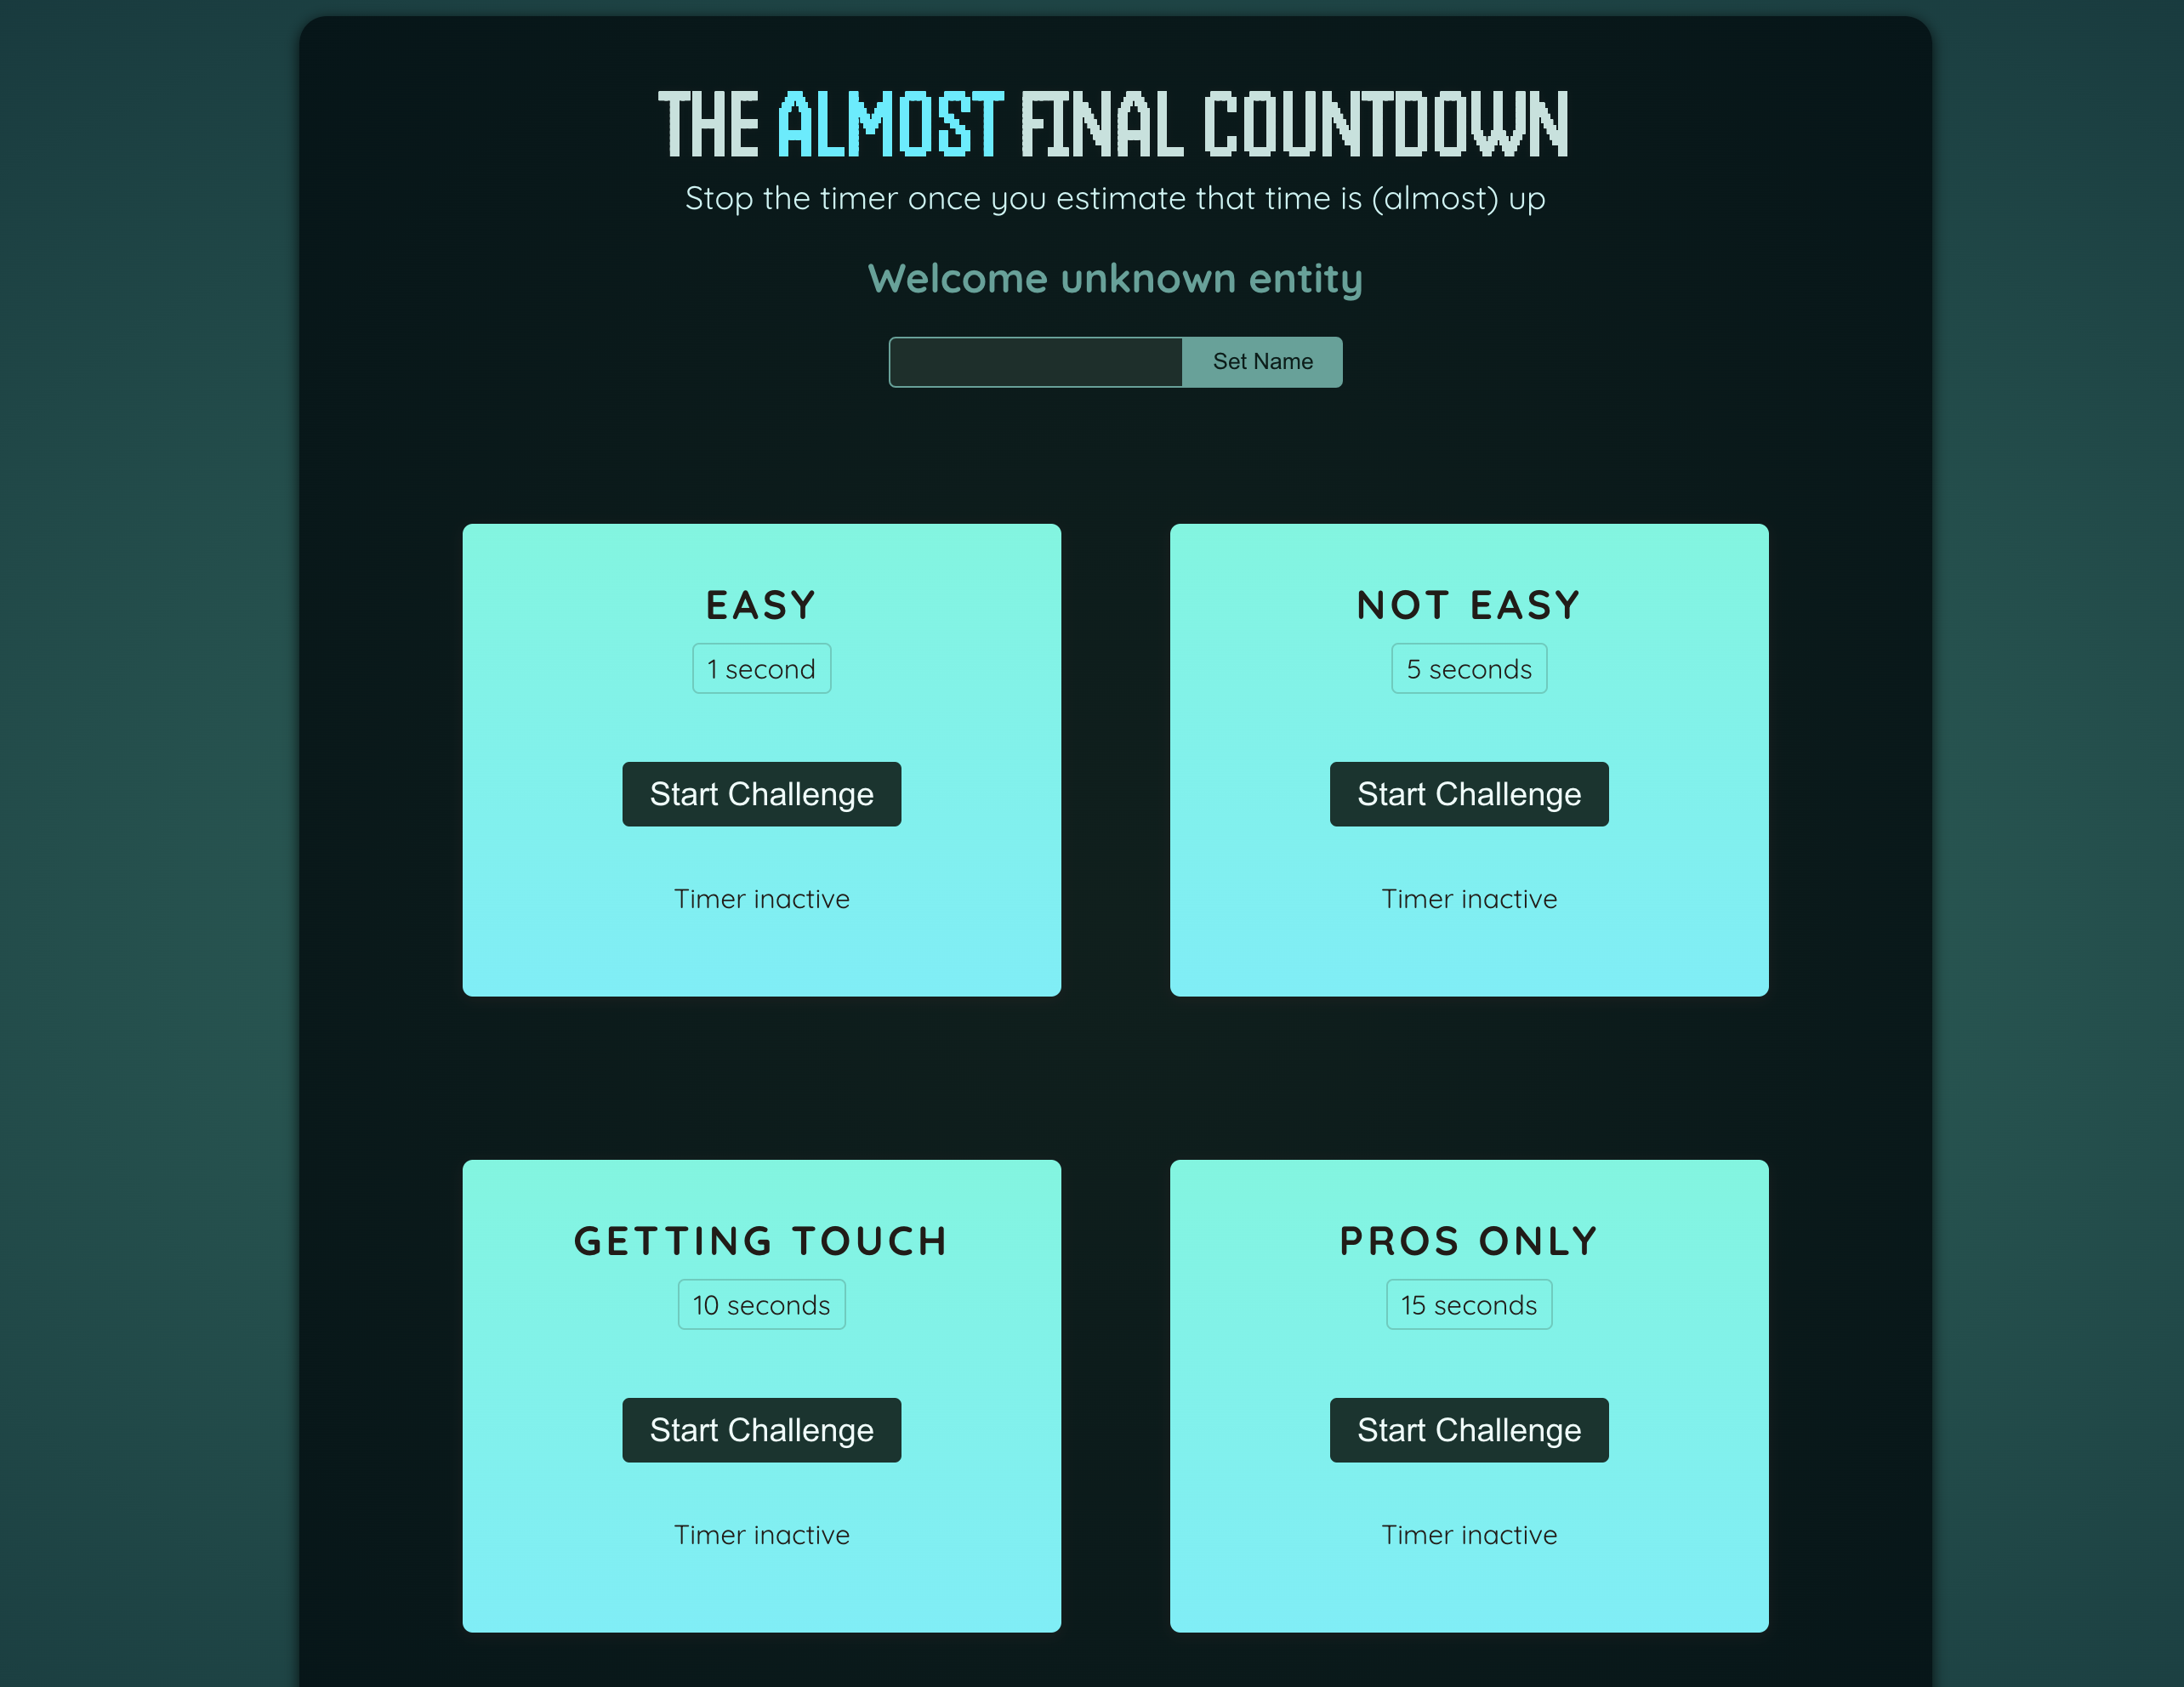 THE ALMOST FINAL COUNTDOWN
Stop the timer once you estimate that time is (almost) up
Welcome unknown entity
Set Name
EASY
1 second
Start Challenge
Timer inactive
NOT EASY
5 seconds
Start Challenge
Timer inactive
GETTING TOUCH
10 seconds
Start Challenge
Timer inactive
PROS ONLY
15 seconds
Start Challenge
Timer inactive